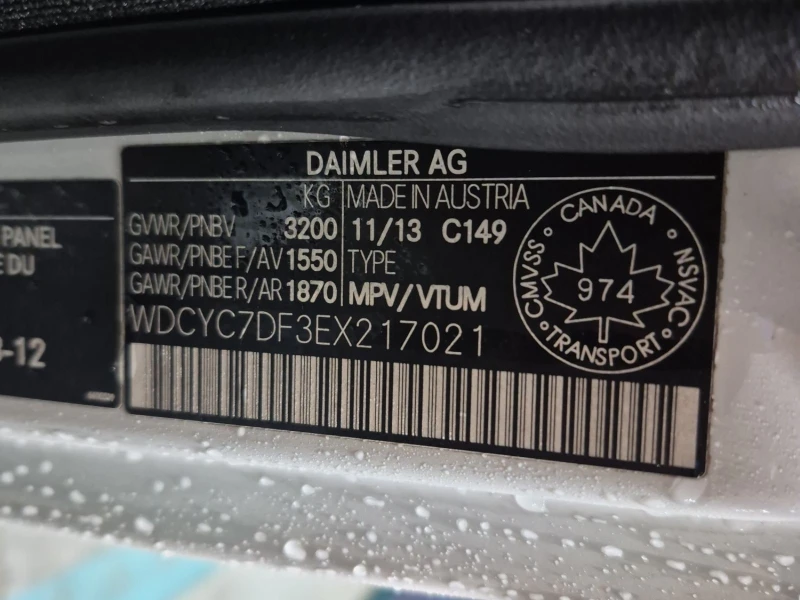 PANEL
E DU
-12
DAIMLER AG
KG MADE IN AUSTRIA
GVWR/PNBV 3200 11/13 C149
GAWR/PNBE F/AV 1550 TYPE
GAWR/PNBE R/AR 1870 MPV/VTUM
WDCYC7DF3EX217021
CANADA
CMVSS NSVAC
974
TRANSPORT